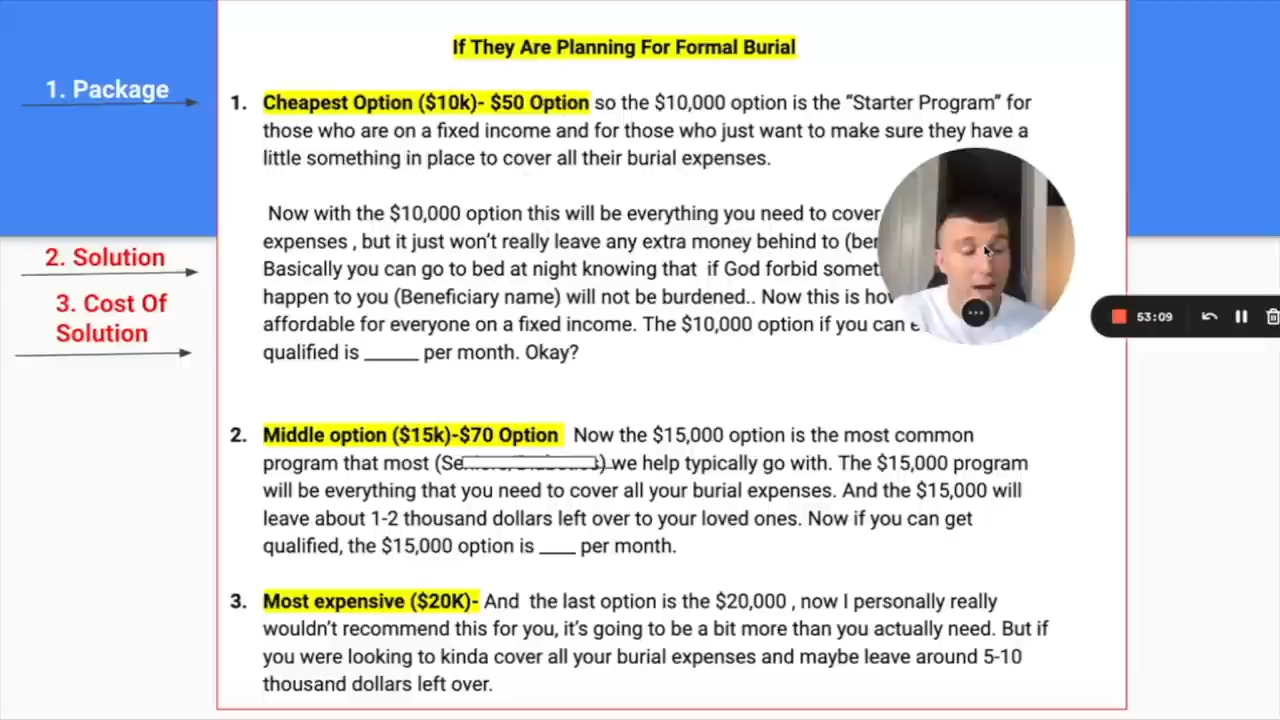 1. Package
2. Solution
3. Cost Of
Solution
If They Are Planning For Formal Burial
1. Cheapest Option ($10k)- $50 Option so the $10,000 option is the “Starter Program” for
those who are on a fixed income and for those who just want to make sure they have a
little something in place to cover all their burial expenses.
Now with the $10,000 option this will be everything you need to cover
expenses , but it just won’t really leave any extra money behind to
Basically you can go to bed at night knowing that if God forbid
happen to you (Beneficiary name) will not be burdened.. Now this is
affordable for everyone on a fixed income. The $10,000 option if you can
qualified is ______ per month. Okay?
2. Middle option ($15k)-$70 Option Now the $15,000 option is the most common
program that most we help typically go with. The $15,000 program
will be everything that you need to cover all your burial expenses. And the $15,000 will
leave about 1-2 thousand dollars left over to your loved ones. Now if you can get
qualified, the $15,000 option is ____ per month.
3. Most expensive ($20K)- And the last option is the $20,000 , now I personally really
wouldn’t recommend this for you, it’s going to be a bit more than you actually need. But if
you were looking to kinda cover all your burial expenses and maybe leave around 5-10
thousand dollars left over.
53:09